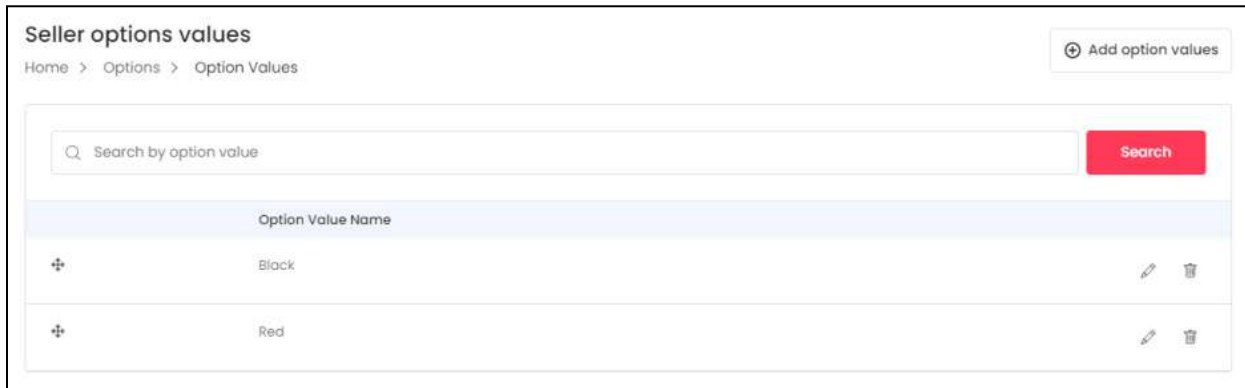 Seller options values
Home > Options > Option Values
Add option values
Search by option value
Search
Option Value Name
Black
Red